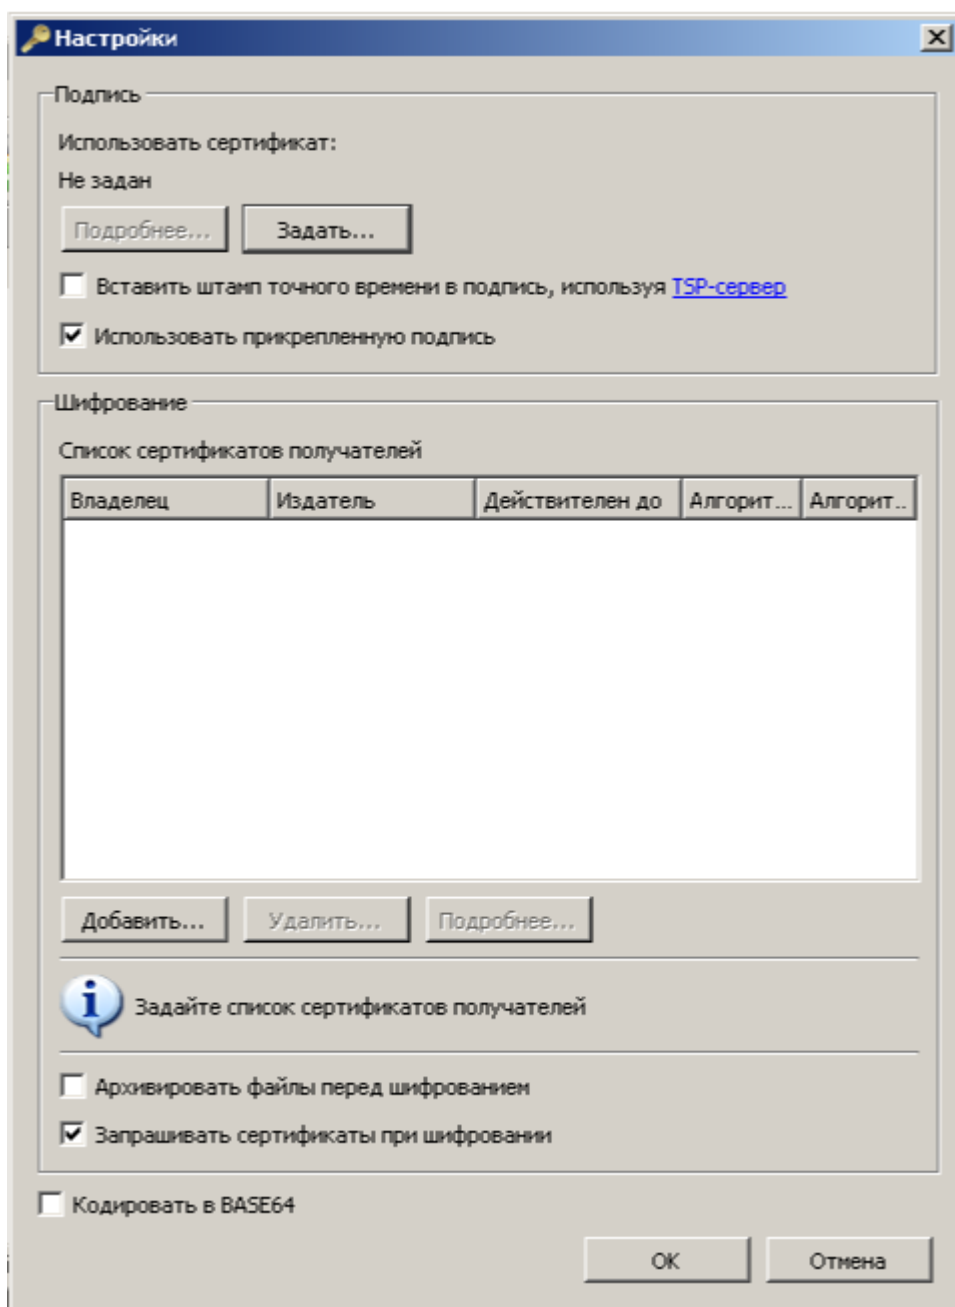 Настройки
Подпись
Использовать сертификат:
Не задан
Подробнее... Задать...
Вставить штамп точного времени в подпись, используя TSP-сервер
Использовать прикрепленную подпись
Шифрование
Список сертификатов получателей
Владелец Издатель Действителен до Алгорит... Алгорит..
Добавить... Удалить... Подробнее...
Задайте список сертификатов получателей
Архивировать файлы перед шифрованием
Запрашивать сертификаты при шифровании
Кодировать в BASE64
OK Отмена